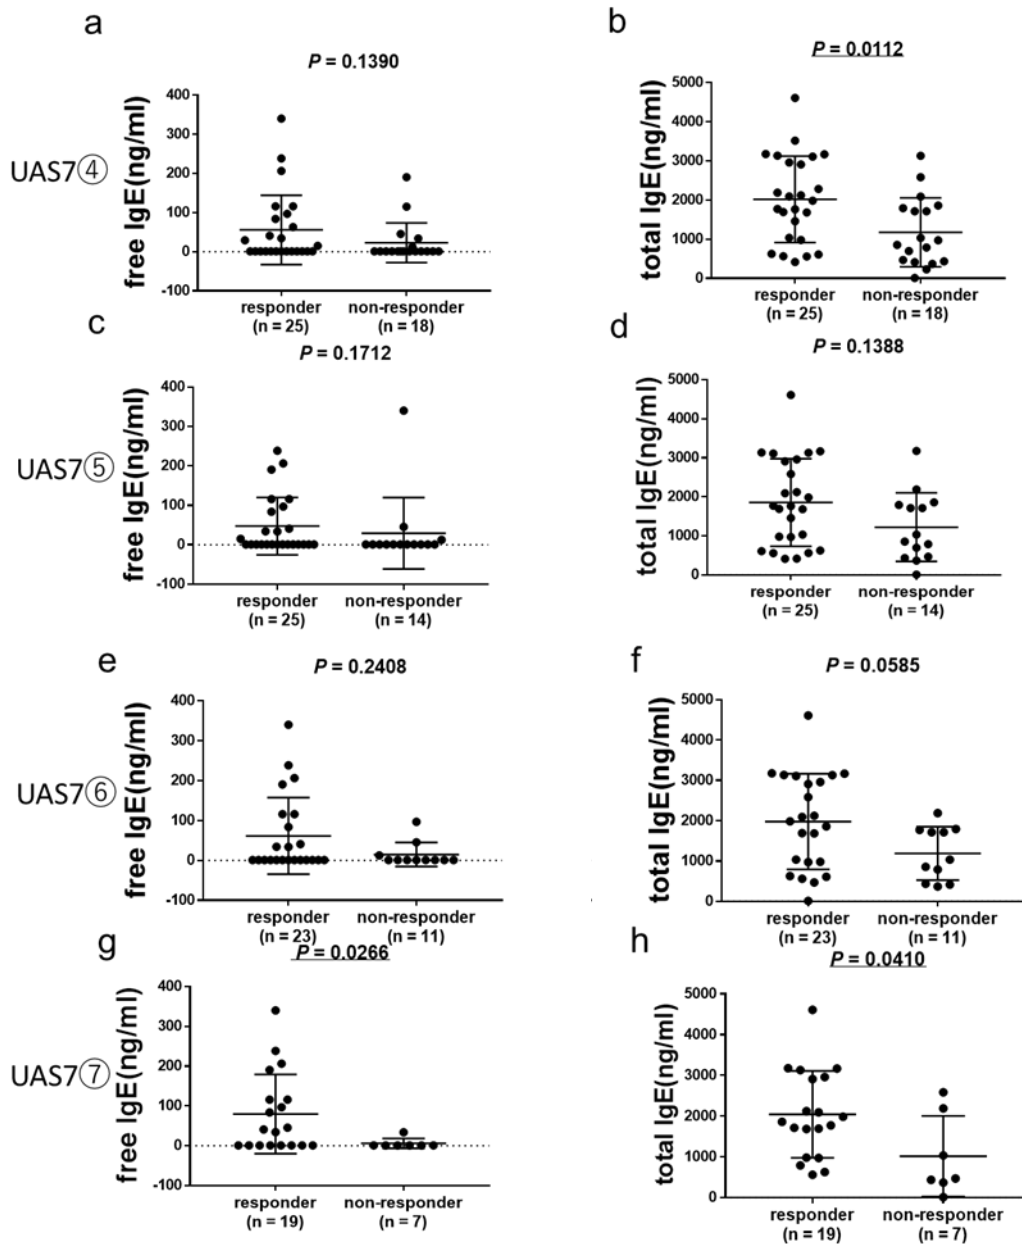 a
b
P = 0.1390
P = 0.0112
UAS7④
free IgE(ng/ml)
400
300
200
100
0
-100
responder
(n = 25)
non-responder
(n = 18)
total IgE(ng/ml)
5000
4000
3000
2000
1000
0
responder
(n = 25)
non-responder
(n = 18)
c
d
P = 0.1712
P = 0.1388
UAS7⑤
free IgE(ng/ml)
400
300
200
100
0
-100
responder
(n = 25)
non-responder
(n = 14)
total IgE(ng/ml)
5000
4000
3000
2000
1000
0
responder
(n = 25)
non-responder
(n = 14)
e
f
P = 0.2408
P = 0.0585
UAS7⑥
free IgE(ng/ml)
400
300
200
100
0
-100
responder
(n = 23)
non-responder
(n = 11)
total IgE(ng/ml)
5000
4000
3000
2000
1000
0
responder
(n = 23)
non-responder
(n = 11)
g
h
P = 0.0266
P = 0.0410
UAS7⑦
free IgE(ng/ml)
400
300
200
100
0
-100
responder
(n = 19)
non-responder
(n = 7)
total IgE(ng/ml)
5000
4000
3000
2000
1000
0
responder
(n = 19)
non-responder
(n = 7)